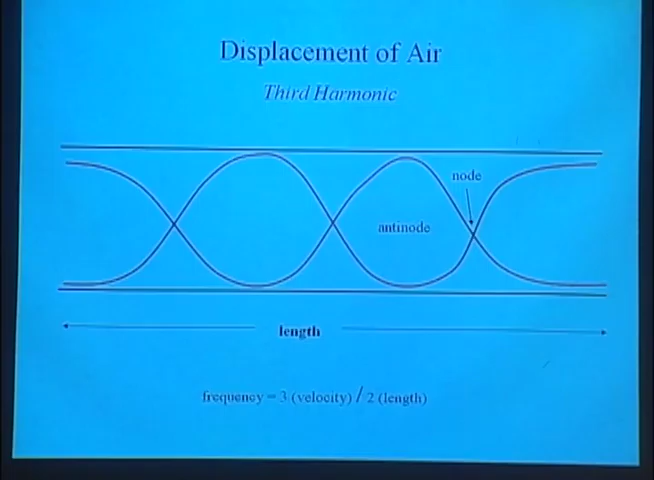 Displacement of Air
Third Harmonic
node
antinode
length
frequency = 3 (velocity) / 2 (length)